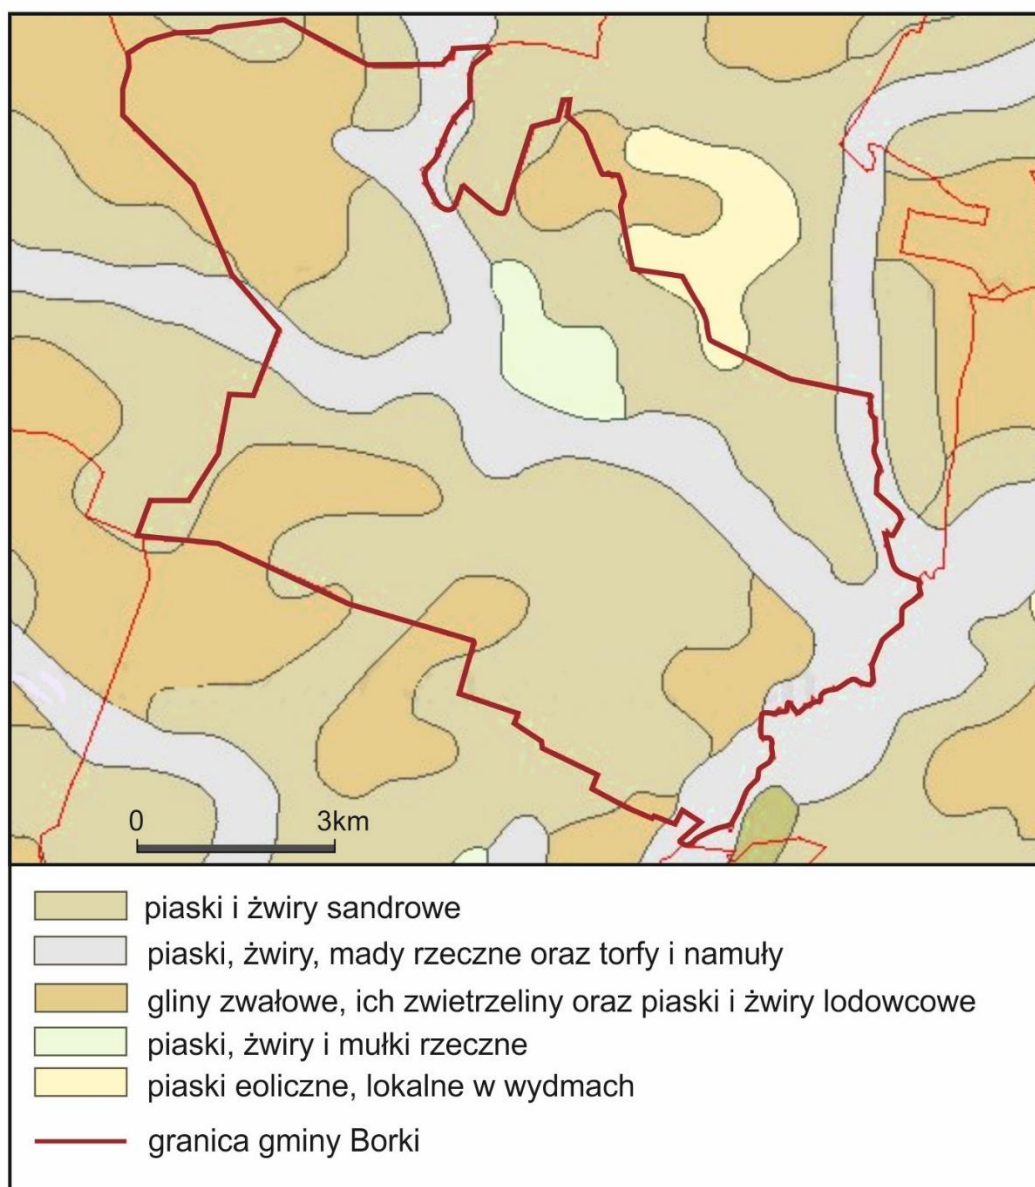 0 3km
piaski i żwiry sandrowe
piaski, żwiry, mady rzeczne oraz torfy i namuły
gliny zwałowe, ich zwietrzeliny oraz piaski i żwiry lodowcowe
piaski, żwiry i mułki rzeczne
piaski eoliczne, lokalne w wydmach
granica gminy Borki